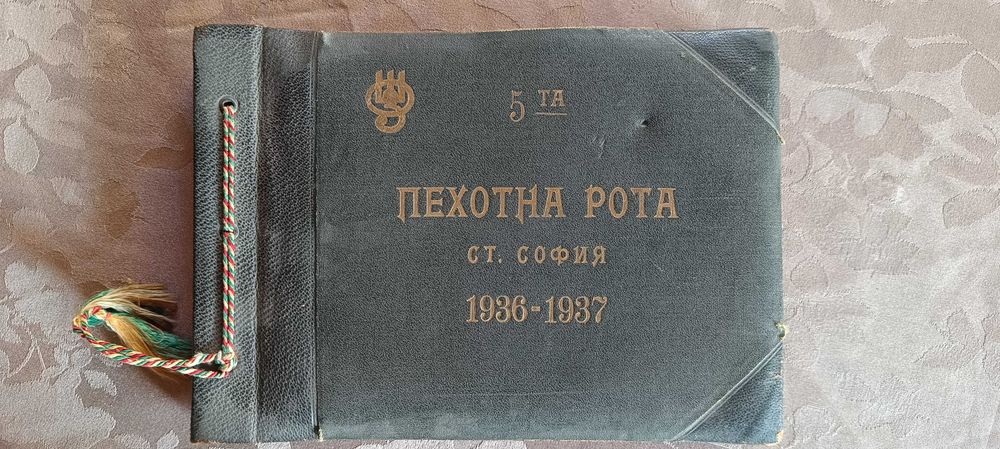 5 ТА
ПЕХОТНА РОТА
СТ. СОФИЯ
1936-1937